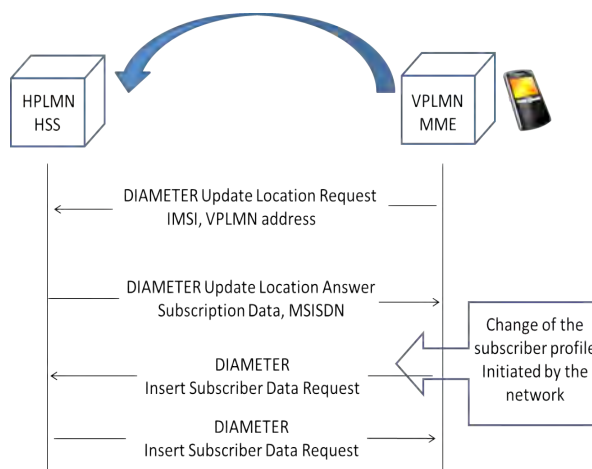 HPLMN
HSS
VPLMN
MME
DIAMETER Update Location Request
IMSI, VPLMN address
DIAMETER Update Location Answer
Subscription Data, MSISDN
Change of the
subscriber profile
Initiated by the
network
DIAMETER
Insert Subscriber Data Request
DIAMETER
Insert Subscriber Data Request